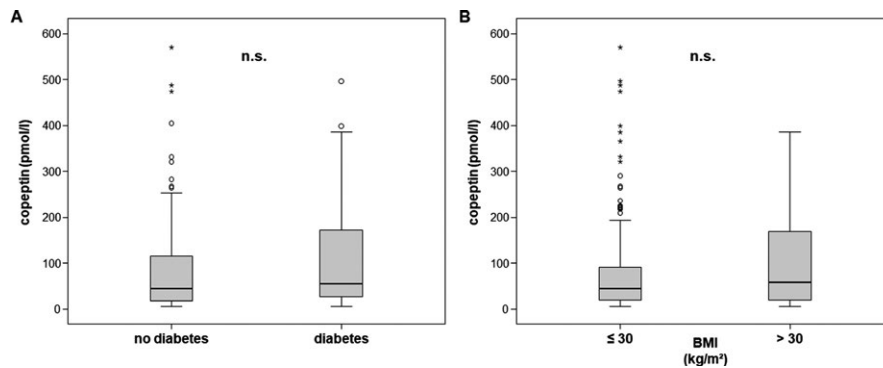 A
600
500
400
300
200
100
0
copeptin (pmol/l)
n.s.
no diabetes
diabetes
B
600
500
400
300
200
100
0
copeptin (pmol/l)
n.s.
≤ 30
BMI
(kg/m²)
> 30